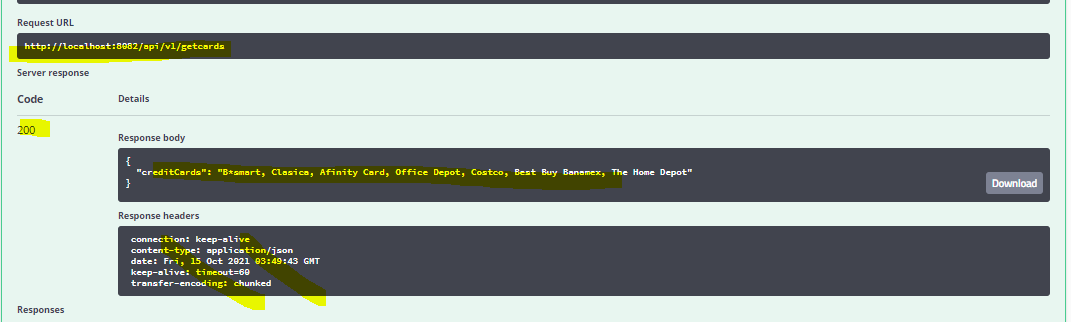 Request URL
http://localhost:8082/api/v1/getcards
Server response
Code Details
200
Response body
{
"creditCards": "B*smart, Clasica, Afinity Card, Office Depot, Costco, Best Buy Banamex, The Home Depot"
}
Download
Response headers
connection: keep-alive
content-type: application/json
date: Fri, 15 Oct 2021 03:49:43 GMT
keep-alive: timeout=60
transfer-encoding: chunked
Responses